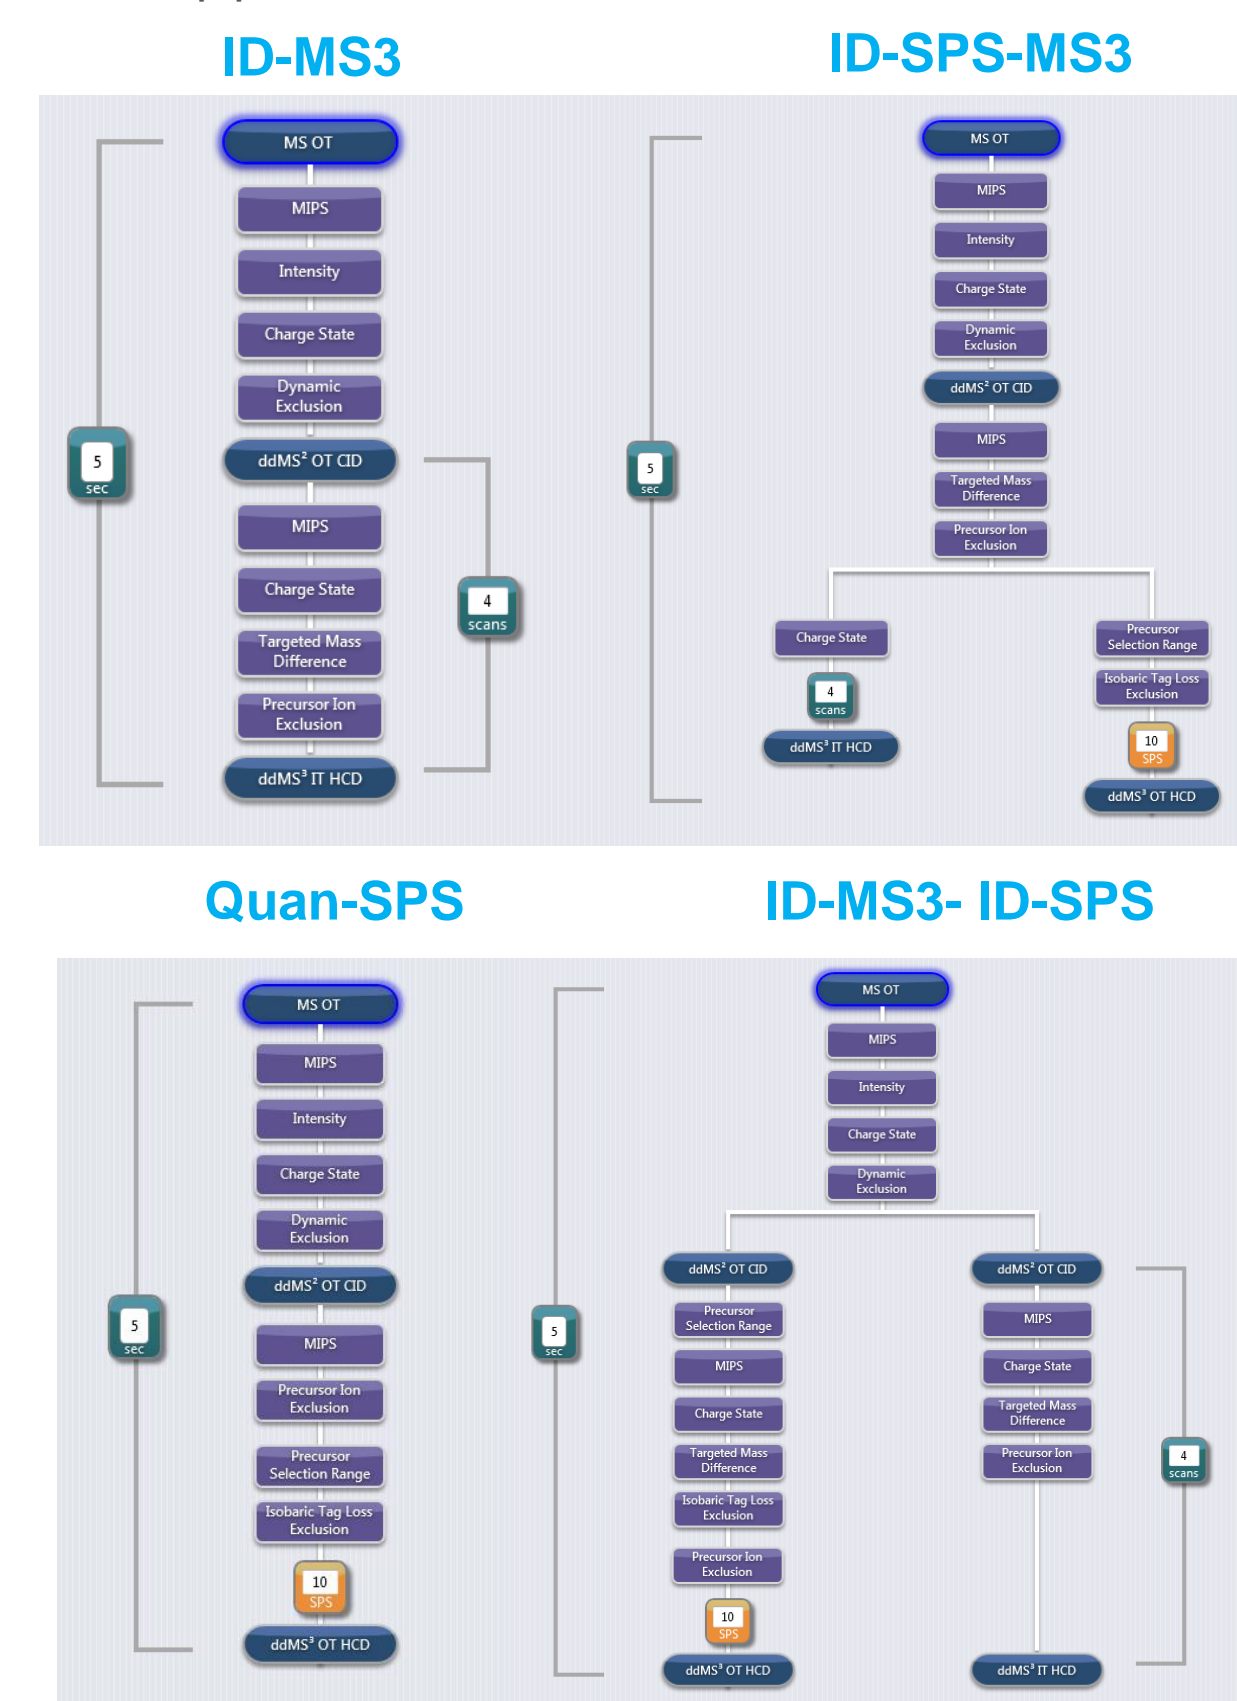 ID-MS3
MS OT
MIPS
Intensity
Charge State
Dynamic
Exclusion
ddMS² OT CID
MIPS
Charge State
Targeted Mass
Difference
Precursor Ion
Exclusion
ddMS³ IT HCD
5
sec
4
scans
ID-SPS-MS3
MS OT
MIPS
Intensity
Charge State
Dynamic
Exclusion
ddMS² OT CID
MIPS
Targeted Mass
Difference
Precursor Ion
Exclusion
5
sec
Charge State
4
scans
ddMS³ IT HCD
Precursor
Selection Range
Isobaric Tag Loss
Exclusion
10
SPS
ddMS³ OT HCD
Quan-SPS
MS OT
MIPS
Intensity
Charge State
Dynamic
Exclusion
ddMS² OT CID
MIPS
Precursor Ion
Exclusion
Precursor
Selection Range
Isobaric Tag Loss
Exclusion
10
SPS
ddMS³ OT HCD
5
sec
ID-MS3- ID-SPS
MS OT
MIPS
Intensity
Charge State
Dynamic
Exclusion
5
sec
ddMS² OT CID
Precursor
Selection Range
MIPS
Charge State
Targeted Mass
Difference
Isobaric Tag Loss
Exclusion
Precursor Ion
Exclusion
10
SPS
ddMS³ OT HCD
ddMS² OT CID
MIPS
Charge State
Targeted Mass
Difference
Precursor Ion
Exclusion
ddMS³ IT HCD
4
scans